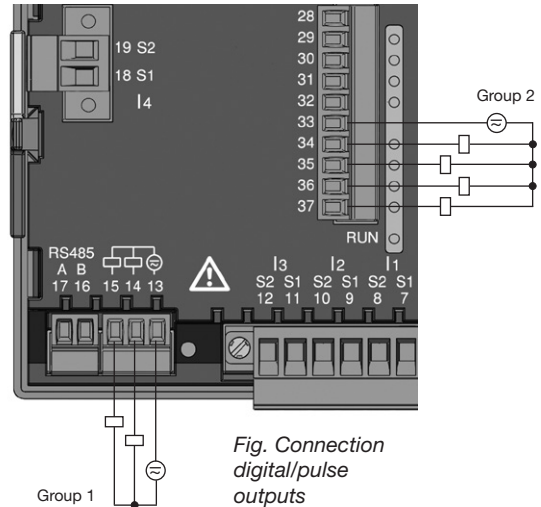 28
29
30
31
32
33
34
35
36
37
19 S2
18 S1
I4
Group 2
RUN
RS485
A B
17 16 15 14 13
I3 I2 I1
S2 S1 S2 S1 S2 S1
12 11 10 9 8 7
Group 1
Fig. Connection
digital/pulse
outputs